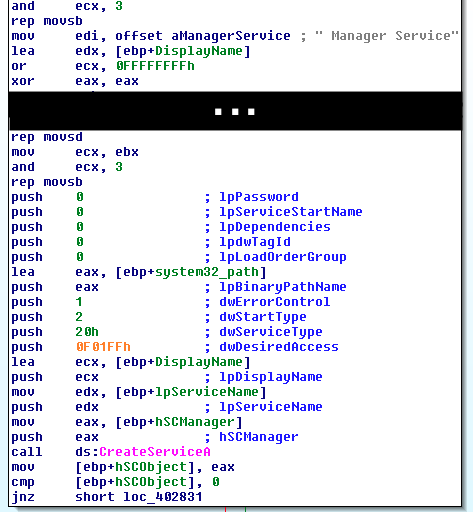 and     ecx, 3
rep movsb
mov     edi, offset aManagerService ; " Manager Service"
lea     edx, [ebp+DisplayName]
or      ecx, 0FFFFFFFFh
xor     eax, eax
...
rep movsd
mov     ecx, ebx
and     ecx, 3
rep movsb
push    0               ; lpPassword
push    0               ; lpServiceStartName
push    0               ; lpDependencies
push    0               ; lpdwTagId
push    0               ; lpLoadOrderGroup
lea     eax, [ebp+system32_path]
push    eax             ; lpBinaryPathName
push    1               ; dwErrorControl
push    2               ; dwStartType
push    20h             ; dwServiceType
push    0F01FFh         ; dwDesiredAccess
lea     ecx, [ebp+DisplayName]
push    ecx             ; lpDisplayName
mov     edx, [ebp+lpServiceName]
push    edx             ; lpServiceName
mov     eax, [ebp+hSCManager]
push    eax             ; hSCManager
call    ds:CreateServiceA
mov     [ebp+hSCObject], eax
cmp     [ebp+hSCObject], 0
jnz     short loc_402831